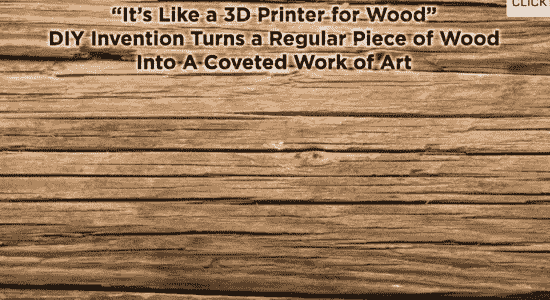 CLICK
“It’s Like a 3D Printer for Wood”
DIY Invention Turns a Regular Piece of Wood
Into A Coveted Work of Art